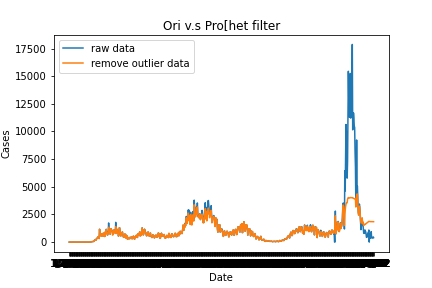 Ori v.s Pro[het filter
raw data
remove outlier data
17500
15000
12500
10000
7500
5000
2500
0
Cases
Date